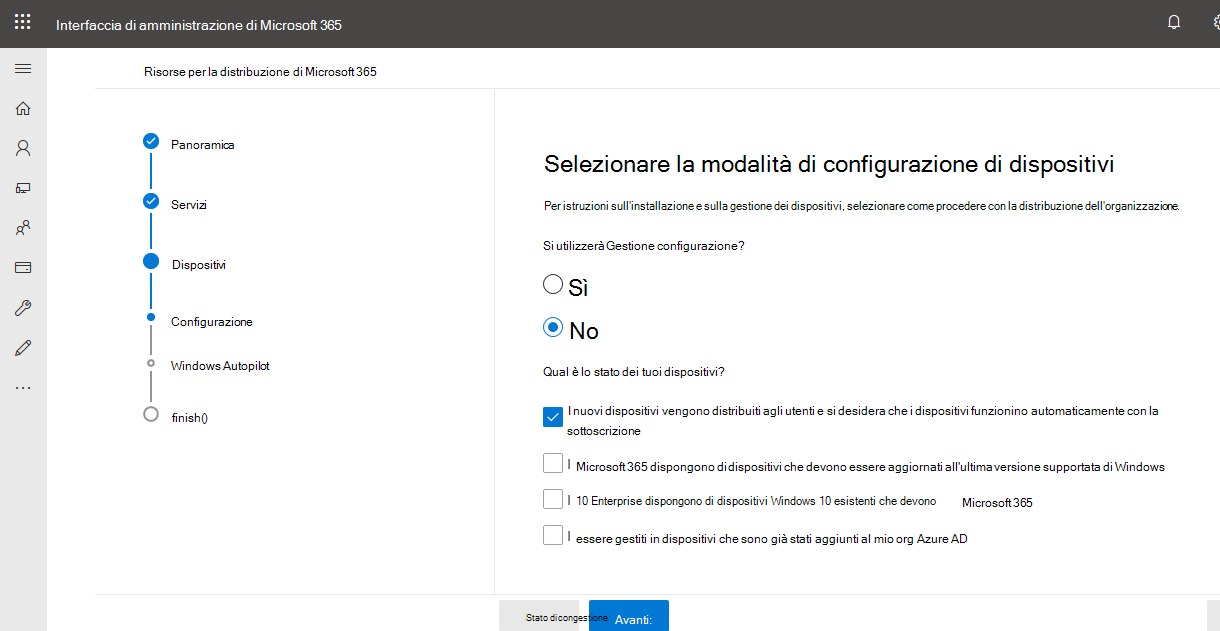 Interfaccia di amministrazione di Microsoft 365
Risorse per la distribuzione di Microsoft 365
Panoramica
Servizi
Dispositivi
Configurazione
Windows Autopilot
finish()
Selezionare la modalità di configurazione di dispositivi
Per istruzioni sull'installazione e sulla gestione dei dispositivi, selezionare come procedere con la distribuzione dell'organizzazione.
Si utilizzerà Gestione configurazione?
Sì
No
Qual è lo stato dei tuoi dispositivi?
I nuovi dispositivi vengono distribuiti agli utenti e si desidera che i dispositivi funzionino automaticamente con la
sottoscrizione
I Microsoft 365 dispongono di dispositivi che devono essere aggiornati all'ultima versione supportata di Windows
I 10 Enterprise dispongono di dispositivi Windows 10 esistenti che devono Microsoft 365
I essere gestiti in dispositivi che sono già stati aggiunti al mio org Azure AD
Stato di congestione
Avanti: